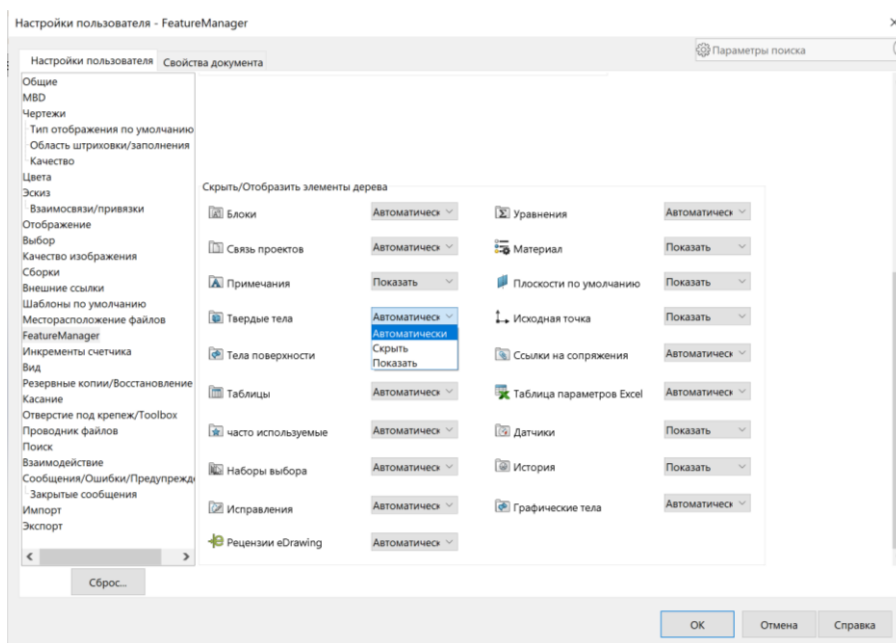 Настройки пользователя - FeatureManager
Параметры поиска
Настройки пользователя
Свойства документа
Общие
MBD
Чертежи
Тип отображения по умолчанию
Область штриховки/заполнения
Качество
Цвета
Эскиз
Взаимосвязи/привязки
Отображение
Выбор
Качество изображения
Сборки
Внешние ссылки
Шаблоны по умолчанию
Месторасположение файлов
FeatureManager
Инкременты счетчика
Вид
Резервные копии/Восстановление
Касание
Отверстие под крепеж/Toolbox
Проводник файлов
Поиск
Взаимодействие
Сообщения/Ошибки/Предупрежд
Закрытые сообщения
Импорт
Экспорт
Сброс...
Скрыть/Отобразить элементы дерева
Блоки Автоматическ Уравнения Автоматическ
Связь проектов Автоматическ Материал Показать
Примечания Показать Плоскости по умолчанию Показать
Твердые тела Автоматическ Исходная точка Показать
Автоматически
Скрыть
Показать
Тела поверхности Ссылки на сопряжения Автоматическ
Таблицы Автоматическ Таблица параметров Excel Автоматическ
часто используемые Автоматическ Датчики Показать
Наборы выбора Автоматическ История Показать
Исправления Автоматическ Графические тела Автоматическ
Рецензии eDrawing Автоматическ
OK Отмена Справка